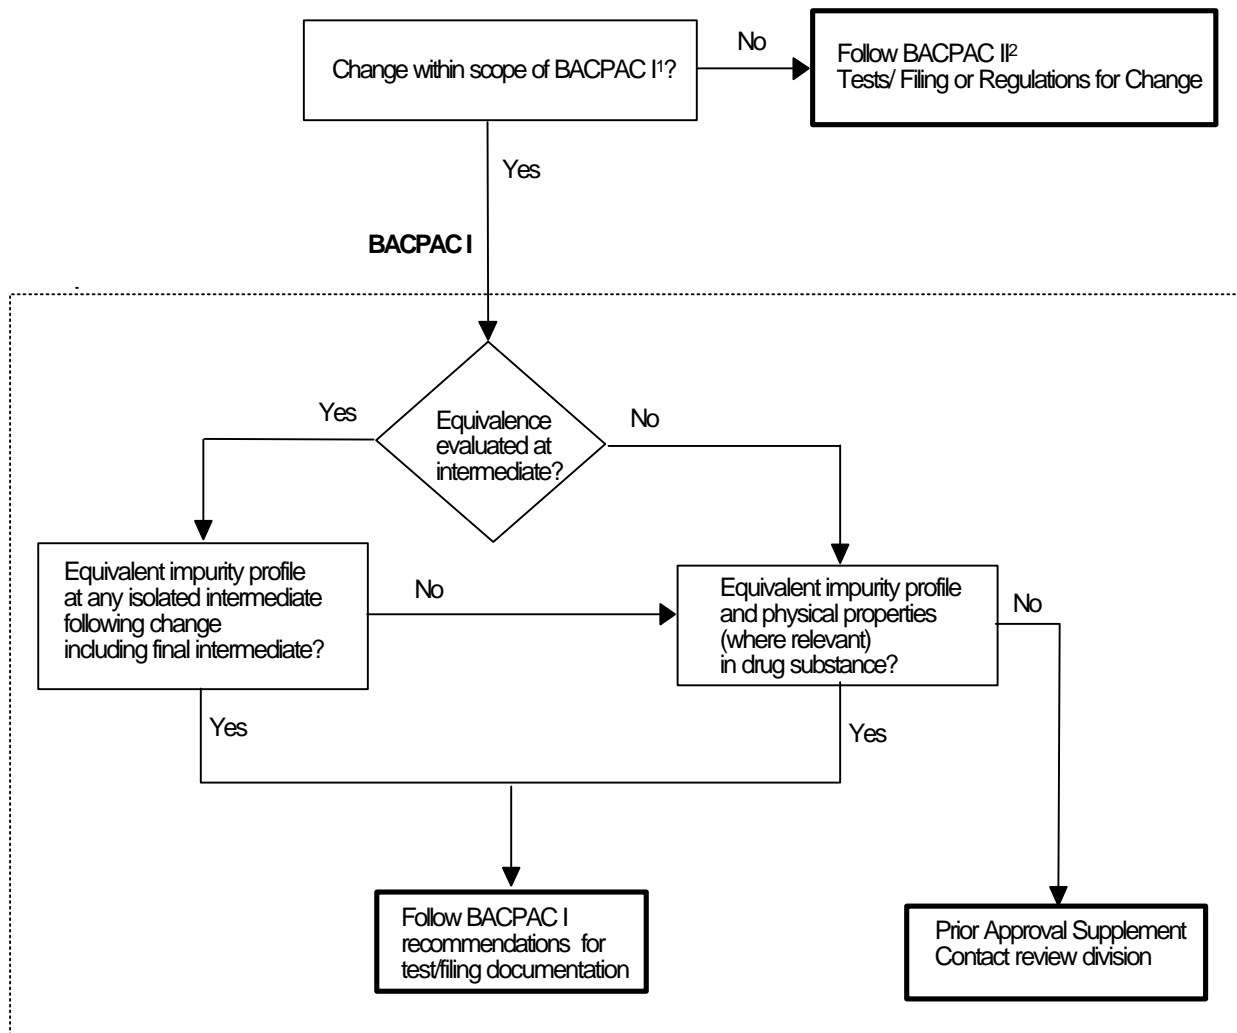 No
Change within scope of BACPAC I¹?
Follow BACPAC II²
Tests/ Filing or Regulations for Change
Yes
BACPAC I
Yes
No
Equivalence
evaluated at
intermediate?
Equivalent impurity profile
at any isolated intermediate
following change
including final intermediate?
No
Equivalent impurity profile
and physical properties
(where relevant)
in drug substance?
No
Yes
Yes
Follow BACPAC I
recommendations for
test/filing documentation
Prior Approval Supplement
Contact review division